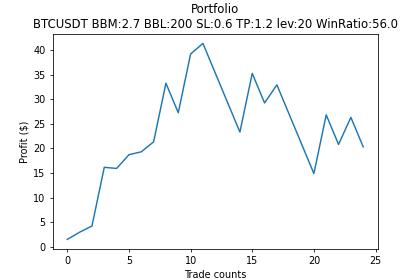 Portfolio
BTCUSDT BBM:2.7 BBL:200 SL:0.6 TP:1.2 lev:20 WinRatio:56.0
40
35
30
25
20
15
10
5
0
Profit ($)
0 5 10 15 20 25
Trade counts